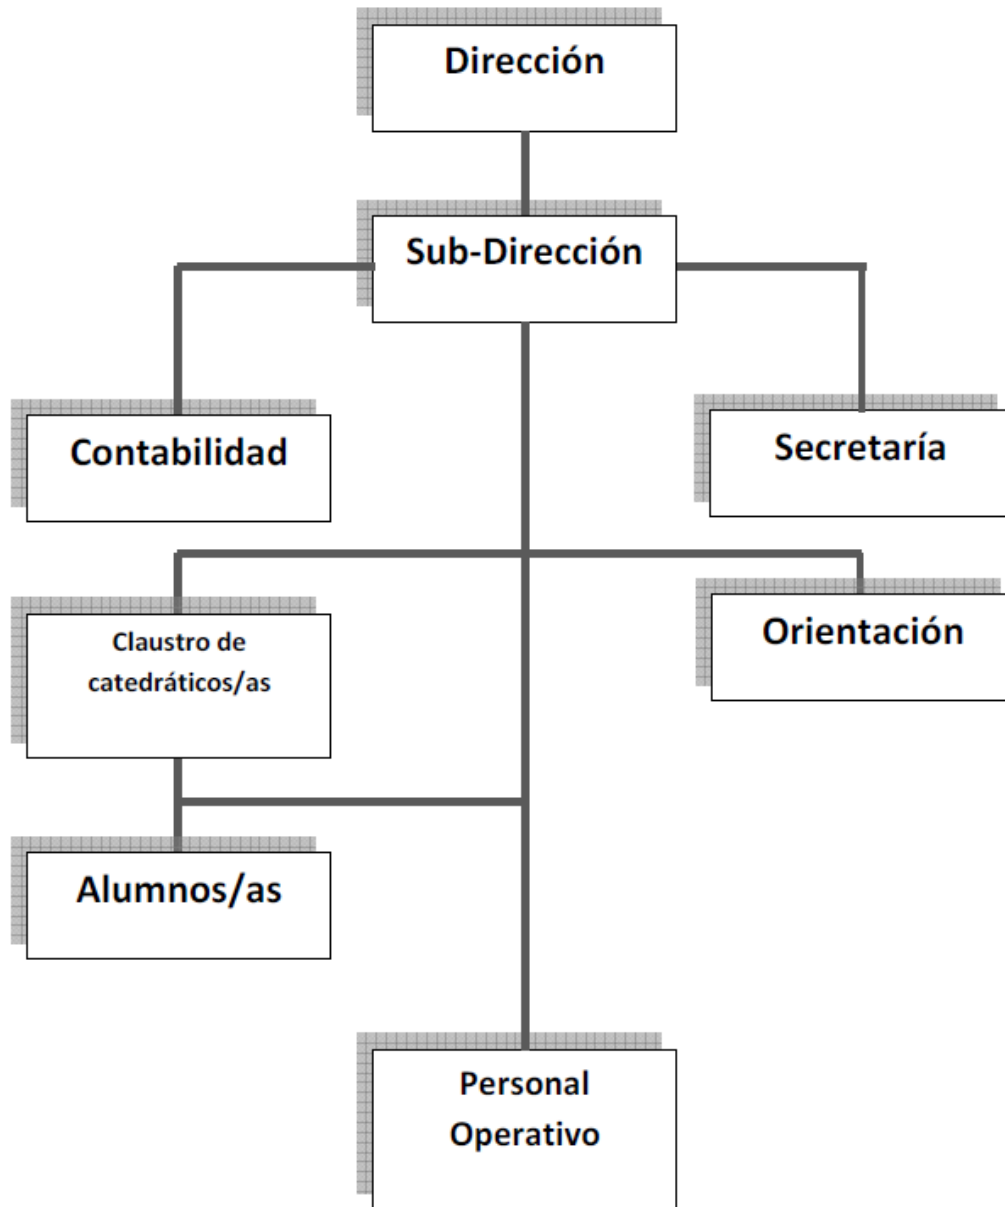 Dirección
Sub-Dirección
Contabilidad
Secretaría
Claustro de
catedráticos/as
Orientación
Alumnos/as
Personal
Operativo